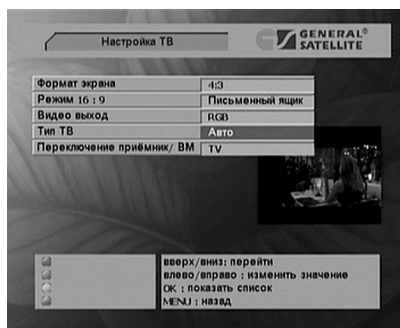 Настройка ТВ
GENERAL®
SATELLITE
Формат экрана 4:3
Режим 16 : 9 Письменный ящик
Видео выход RGB
Тип ТВ Авто
Переключение приёмник/ ВМ TV
вверх/вниз: перейти
влево/вправо : изменить значение
OK : показать список
MENU : назад